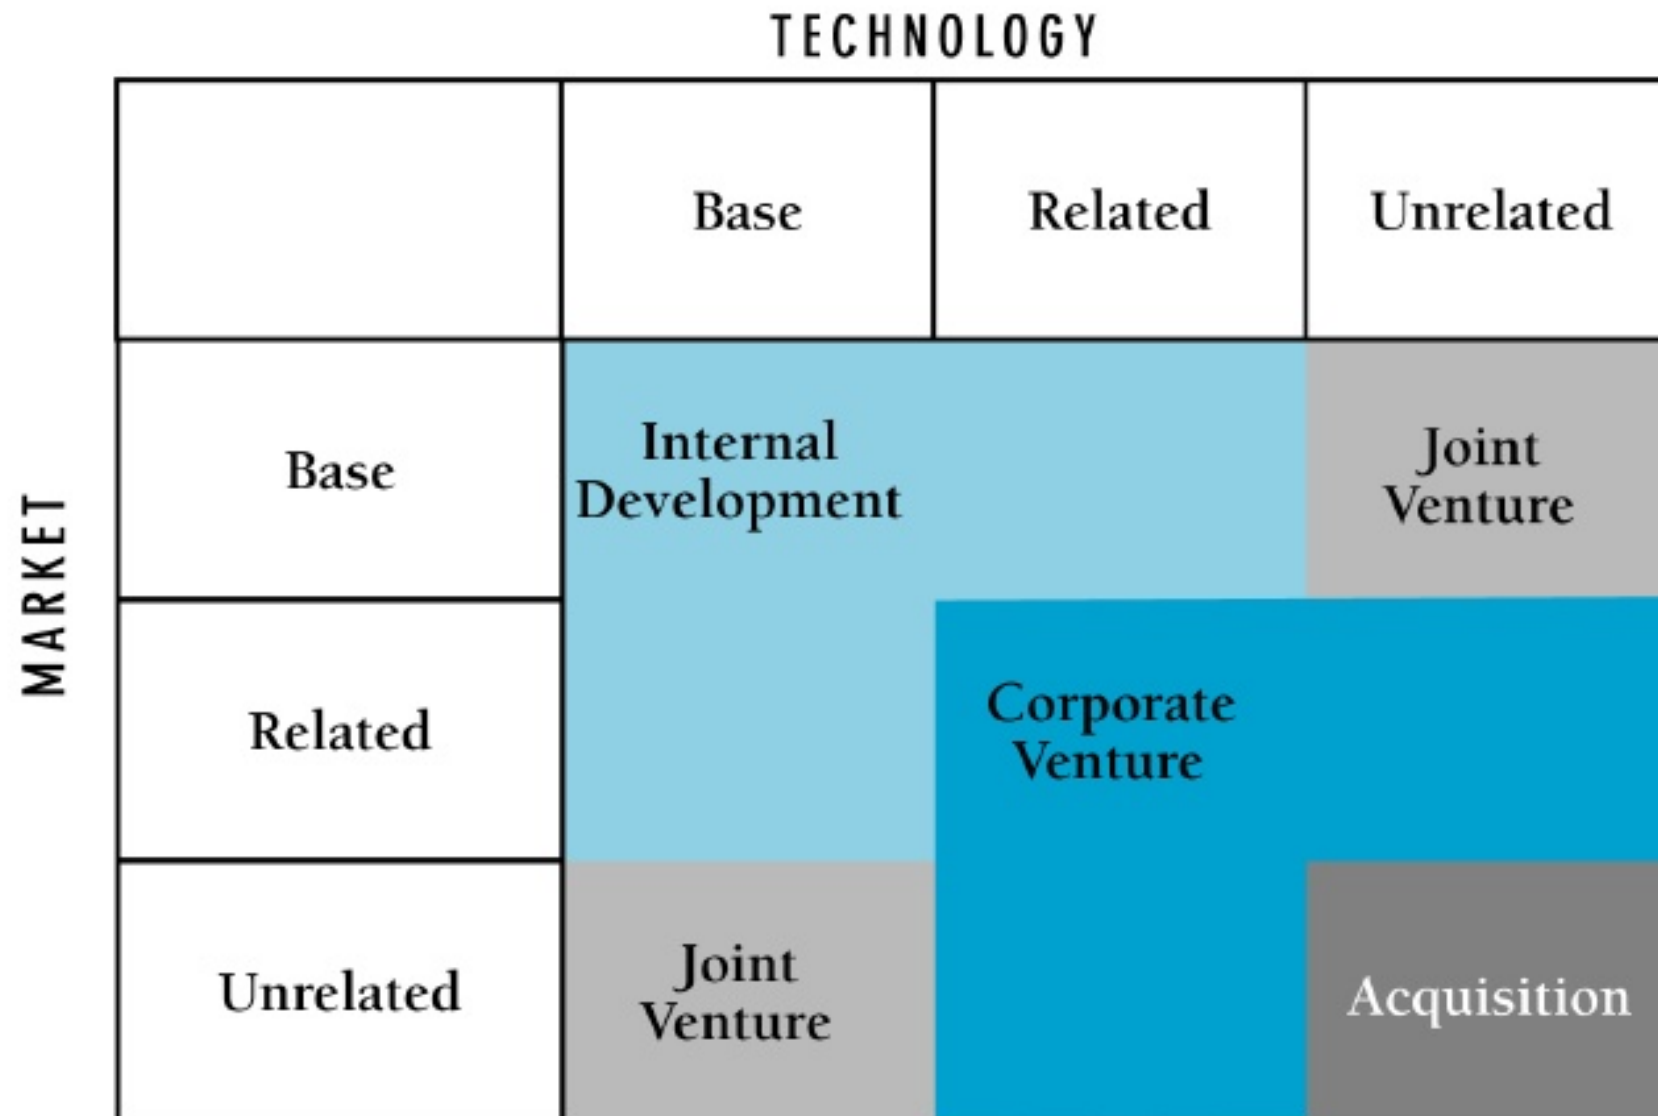 TECHNOLOGY
Base
Related
Unrelated
MARKET
Base
Internal
Development
Joint
Venture
Related
Corporate
Venture
Unrelated
Joint
Venture
Acquisition